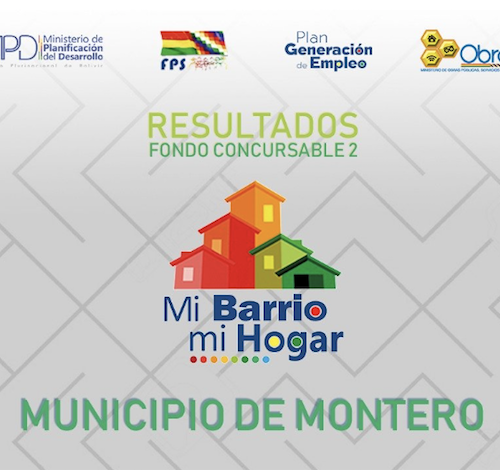 PD
Ministerio de
Planificación
del Desarrollo
FPS
Plan
Generación
de Empleo
Obra
RESULTADOS
FONDO CONCURSABLE 2
Mi Barrio
mi Hogar
MUNICIPIO DE MONTERO